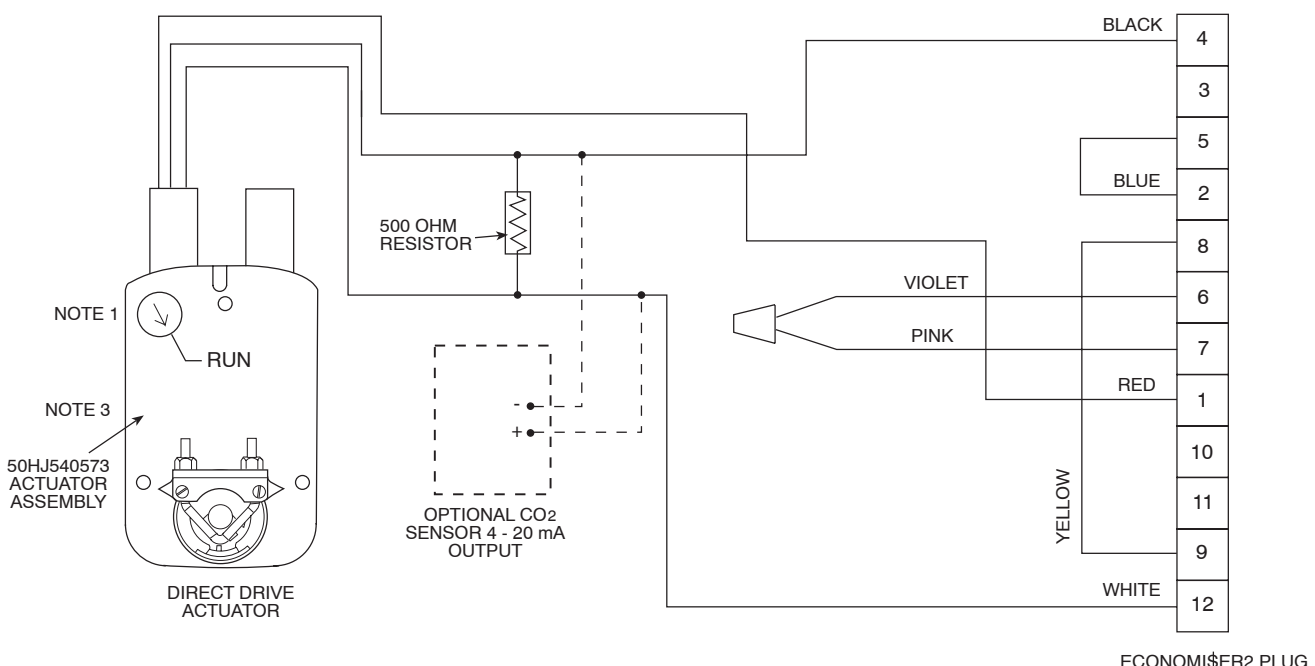 BLACK
4
3
5
BLUE
2
500 OHM
RESISTOR
8
VIOLET
6
NOTE 1
PINK
7
RUN
RED
1
NOTE 3
-
+
10
50HJ540573
ACTUATOR
ASSEMBLY
YELLOW
11
OPTIONAL CO2
SENSOR 4 - 20 mA
OUTPUT
9
DIRECT DRIVE
ACTUATOR
WHITE
12
ECONOMI$ER2 PLUG